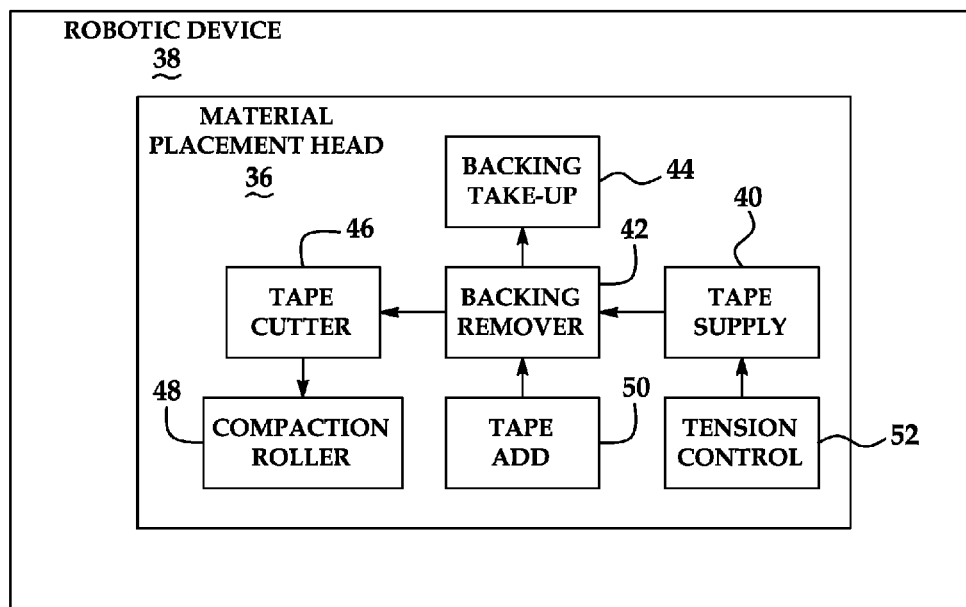 ROBOTIC DEVICE
38
MATERIAL
PLACEMENT HEAD
36
BACKING
TAKE-UP
44
46
42
40
TAPE
CUTTER
BACKING
REMOVER
TAPE
SUPPLY
48
COMPACTION
ROLLER
50
TAPE
ADD
TENSION
CONTROL
52